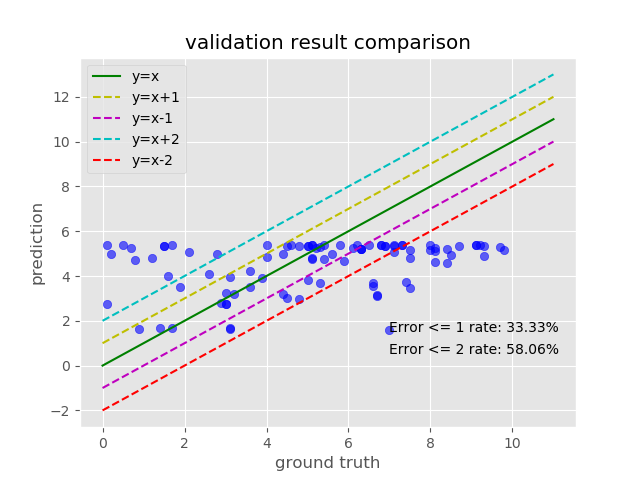 validation result comparison
y=x
y=x+1
y=x-1
y=x+2
y=x-2
12
10
8
6
4
2
0
−2
prediction
Error <= 1 rate: 33.33%
Error <= 2 rate: 58.06%
0 2 4 6 8 10
ground truth